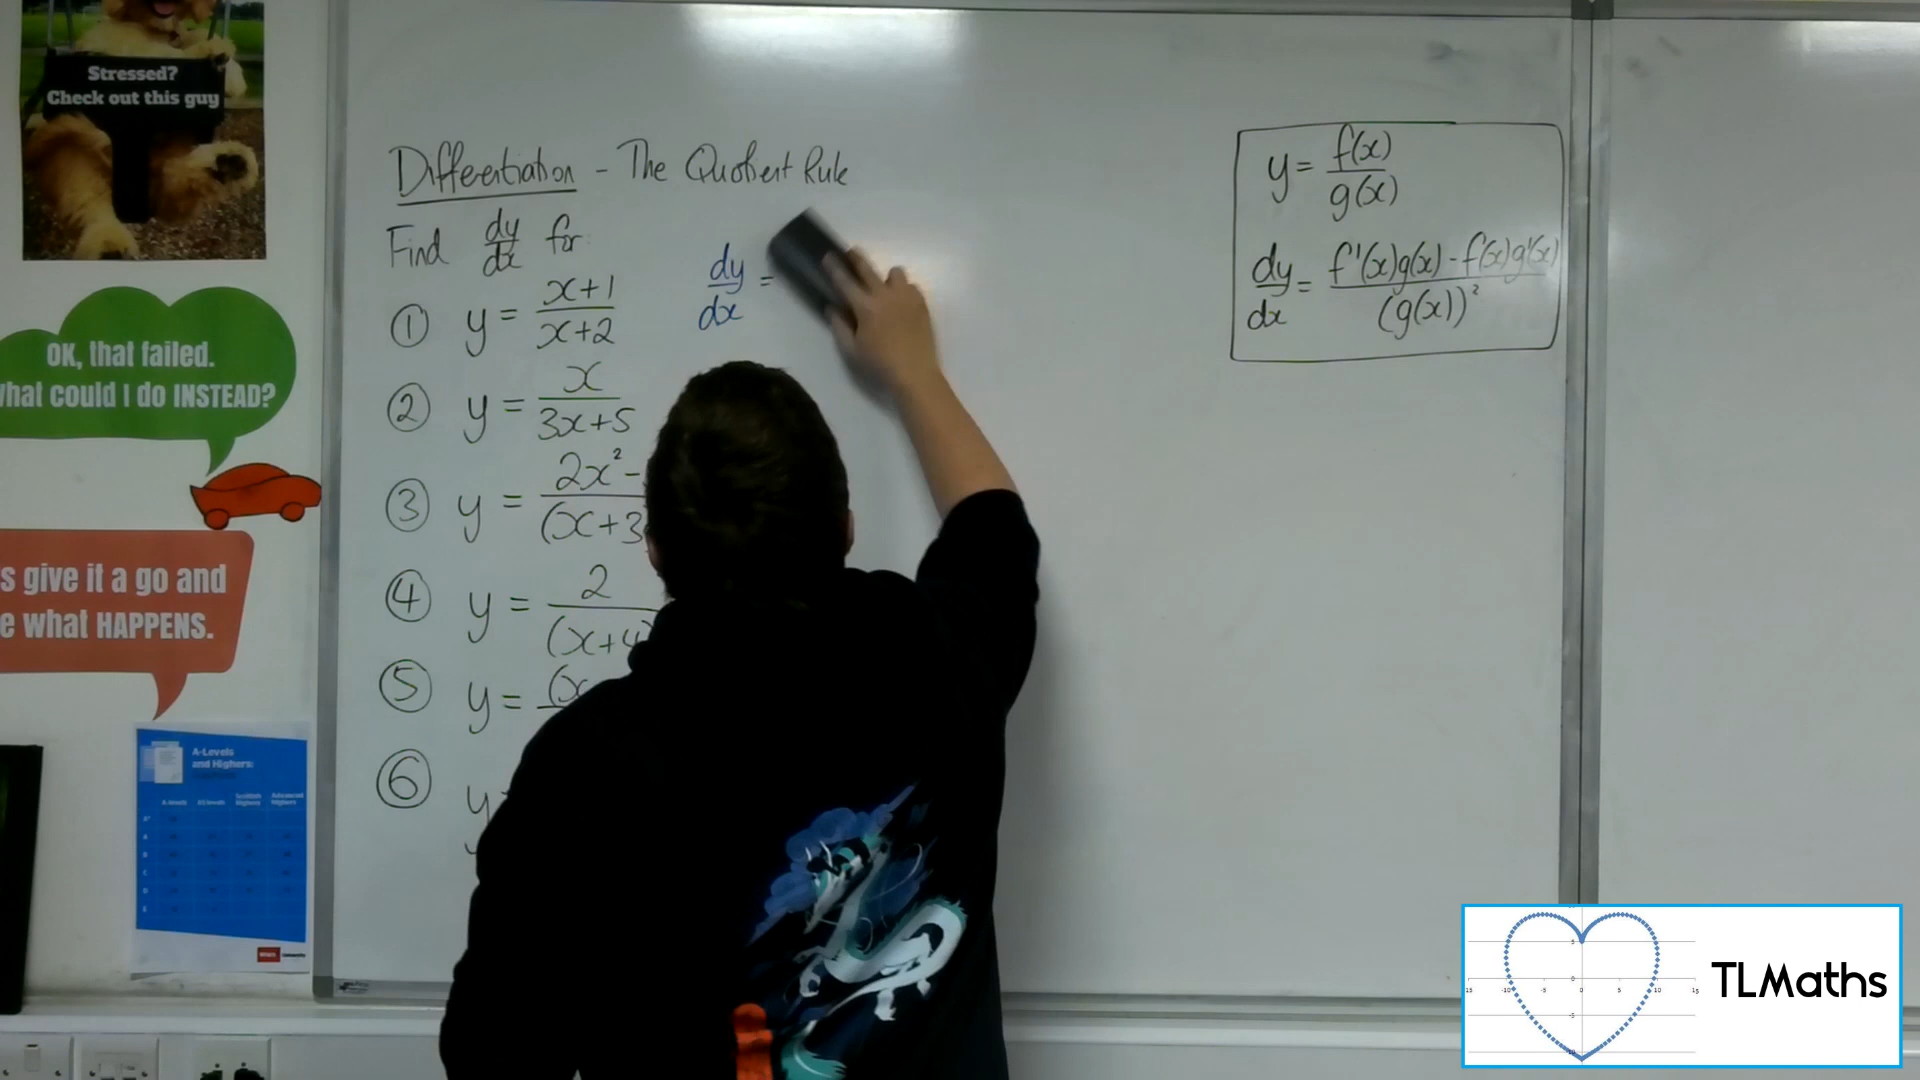 Stressed?
Check out this guy
OK, that failed.
What could I do INSTEAD?
s give it a go and
e what HAPPENS.
A-Levels
and Highers:
Differentiation - The Quotient Rule
Find dy/dx for
① y = x+1/x+2
② y = x/3x+5
③ y = 2x²-/(x+3)
④ y = 2/(x+4)
⑤ y = (x
⑥ y
dy/dx =
y = f(x)/g(x)
dy/dx = f'(x)g(x) - f(x)g'(x)/(g(x))²
TLMaths